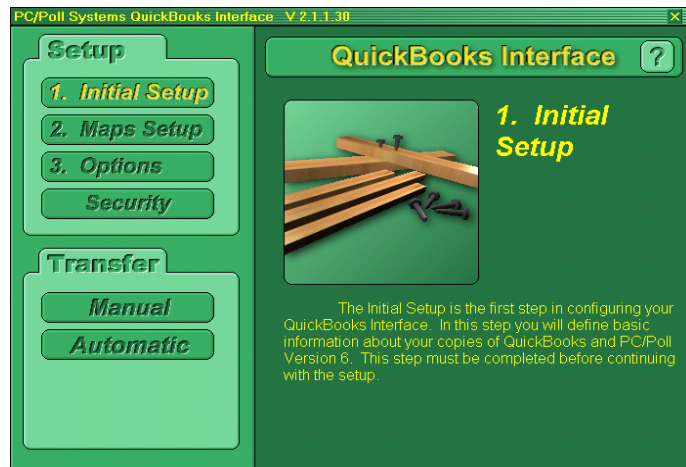 PC/Poll Systems QuickBooks Interface V 2.1.1.30
Setup
1. Initial Setup
2. Maps Setup
3. Options
Security
Transfer
Manual
Automatic
QuickBooks Interface ?
1. Initial
Setup
The Initial Setup is the first step in configuring your
QuickBooks Interface. In this step you will define basic
information about your copies of QuickBooks and PC/Poll
Version 6. This step must be completed before continuing
with the setup.